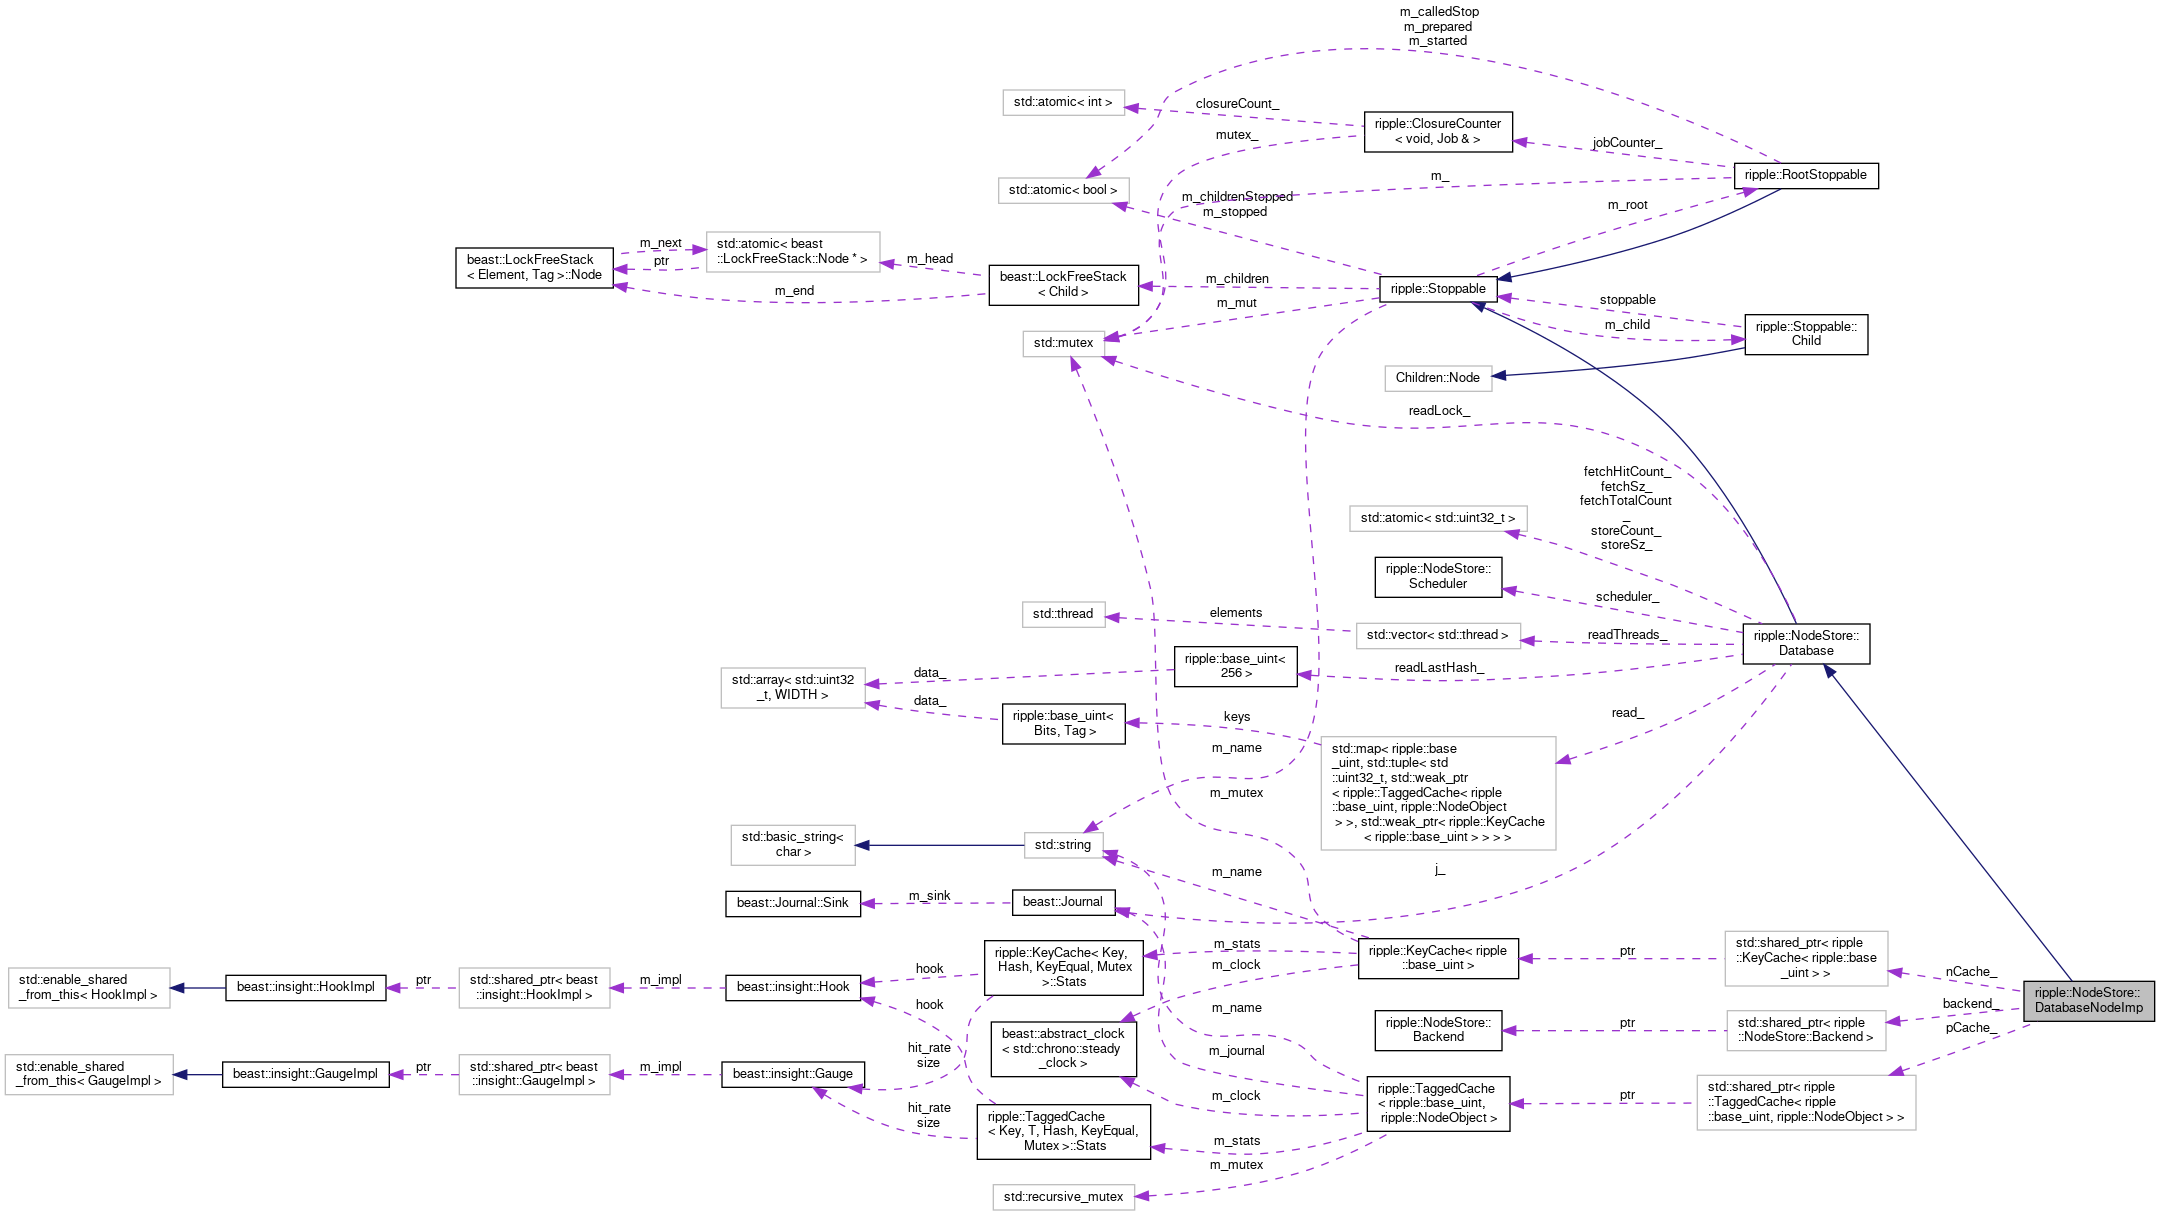 m_calledStop
m_prepared
m_started
std::atomic< int >
closureCount_
ripple::ClosureCounter
< void, Job & >
mutex_
jobCounter_
ripple::RootStoppable
std::atomic< bool >
m_
m_childrenStopped
m_stopped
m_root
beast::LockFreeStack
< Element, Tag >::Node
m_next
ptr
std::atomic< beast
::LockFreeStack::Node * >
m_head
m_end
beast::LockFreeStack
< Child >
m_children
m_mut
ripple::Stoppable
stoppable
m_child
ripple::Stoppable::
Child
std::mutex
Children::Node
readLock_
fetchHitCount_
fetchSz_
fetchTotalCount
_
storeCount_
storeSz_
std::atomic< std::uint32_t >
ripple::NodeStore::
Scheduler
scheduler_
std::thread
elements
std::vector< std::thread >
readThreads_
ripple::NodeStore::
Database
ripple::base_uint<
256 >
readLastHash_
std::array< std::uint32
_t, WIDTH >
data_
data_
ripple::base_uint<
Bits, Tag >
keys
read_
std::map< ripple::base
_uint, std::tuple< std
::uint32_t, std::weak_ptr
< ripple::TaggedCache< ripple
::base_uint, ripple::NodeObject
> >, std::weak_ptr< ripple::KeyCache
< ripple::base_uint > > > >
m_name
m_mutex
std::basic_string<
char >
std::string
m_name
j_
beast::Journal::Sink
m_sink
beast::Journal
ripple::KeyCache< Key,
Hash, KeyEqual, Mutex
>::Stats
m_stats
m_clock
ripple::KeyCache< ripple
::base_uint >
ptr
std::shared_ptr< ripple
::KeyCache< ripple::base
_uint > >
nCache_
std::enable_shared
_from_this< HookImpl >
beast::insight::HookImpl
ptr
std::shared_ptr< beast
::insight::HookImpl >
m_impl
beast::insight::Hook
hook
hook
m_name
beast::abstract_clock
< std::chrono::steady
_clock >
ripple::NodeStore::
Backend
ptr
std::shared_ptr< ripple
::NodeStore::Backend >
backend_
pCache_
ripple::NodeStore::
DatabaseNodeImp
std::enable_shared
_from_this< GaugeImpl >
beast::insight::GaugeImpl
ptr
std::shared_ptr< beast
::insight::GaugeImpl >
m_impl
beast::insight::Gauge
hit_rate
size
hit_rate
size
m_journal
m_clock
ripple::TaggedCache
< ripple::base_uint,
ripple::NodeObject >
ptr
std::shared_ptr< ripple
::TaggedCache< ripple
::base_uint, ripple::NodeObject > >
ripple::TaggedCache
< Key, T, Hash, KeyEqual,
Mutex >::Stats
m_stats
m_mutex
std::recursive_mutex